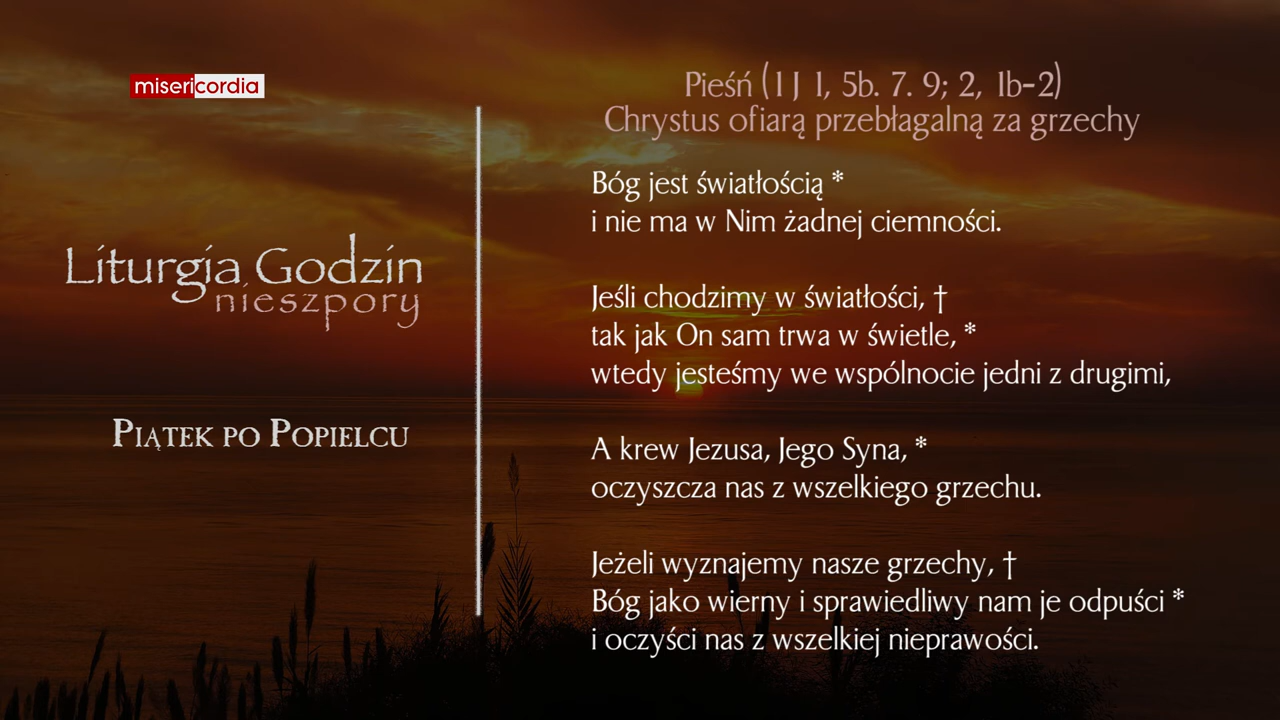 misericordia
Liturgia Godzin
nieszpory
Piątek po Popielcu
Pieśń (1 J 1, 5b. 7. 9; 2, 1b-2)
Chrystus ofiarą przebłagalną za grzechy
Bóg jest światłością *
i nie ma w Nim żadnej ciemności.
Jeśli chodzimy w światłości, †
tak jak On sam trwa w świetle, *
wtedy jesteśmy we wspólnocie jedni z drugimi,
A krew Jezusa, Jego Syna, *
oczyszcza nas z wszelkiego grzechu.
Jeżeli wyznajemy nasze grzechy, †
Bóg jako wierny i sprawiedliwy nam je odpuści *
i oczyści nas z wszelkiej nieprawości.